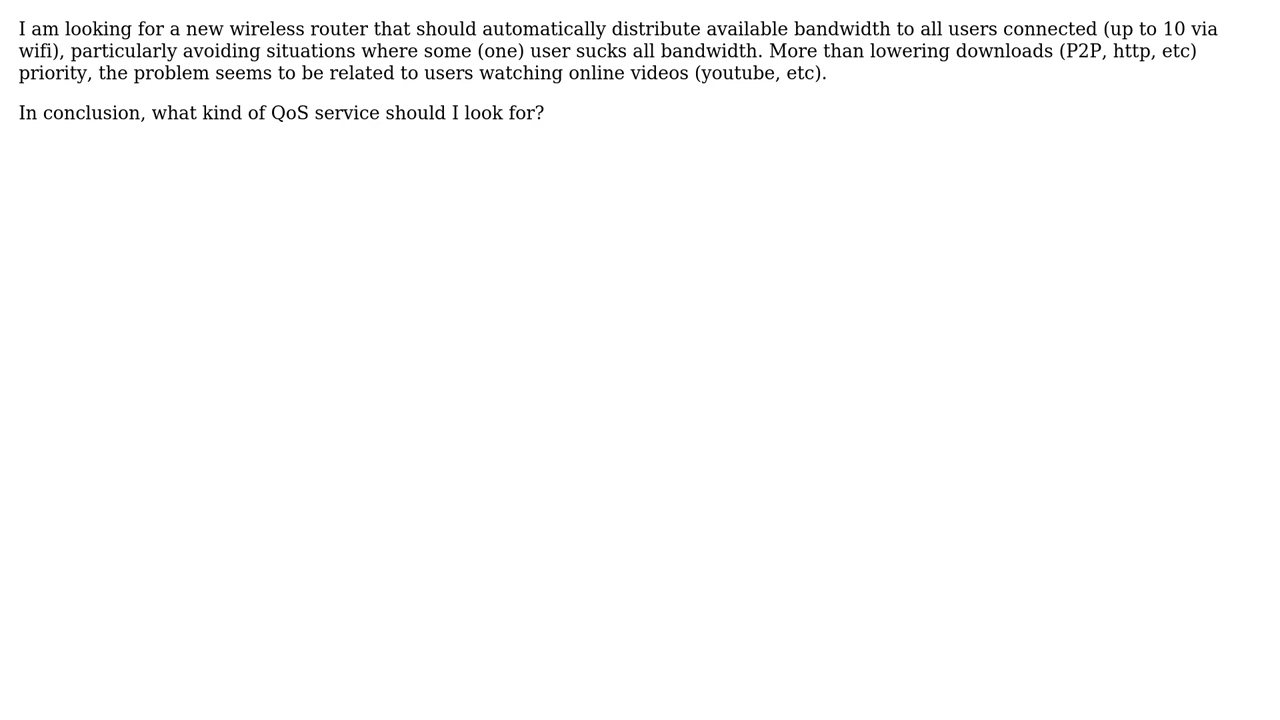 I am looking for a new wireless router that should automatically distribute available bandwidth to all users connected (up to 10 via
wifi), particularly avoiding situations where some (one) user sucks all bandwidth. More than lowering downloads (P2P, http, etc)
priority, the problem seems to be related to users watching online videos (youtube, etc).
In conclusion, what kind of QoS service should I look for?